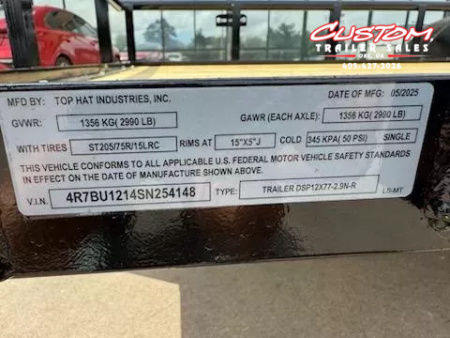 CUSTOM
TRAILER SALES
MFD BY: TOP HAT INDUSTRIES, INC. DATE OF MFG: 05/2025
GVWR: 1356 KG( 2990 LB) GAWR (EACH AXLE): 1356 KG( 2990 LB)
WITH TIRES ST205/75R/15LRC RIMS AT 15"X5"J COLD 345 KPA( 50 PSI) SINGLE
THIS VEHICLE CONFORMS TO ALL APPLICABLE U.S. FEDERAL MOTOR VEHICLE SAFETY STANDARDS
IN EFFECT ON THE DATE OF MANUFACTURE SHOWN ABOVE.
V.I.N. 4R7BU1214SN254148 TYPE: TRAILER DSP12X77-2.9N-R LS-MT